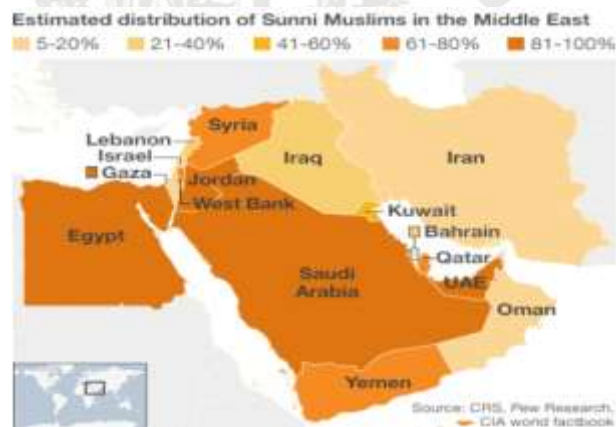 Estimated distribution of Sunni Muslims in the Middle East
5-20% 21-40% 41-60% 61-80% 81-100%
Syria
Lebanon
Israel
Iraq
Iran
Gaza
Jordan
West Bank
Kuwait
Egypt
Bahrain
Qatar
Saudi
Arabia
UAE
Oman
Yemen
Source: CRS, Pew Research,
CIA world factbook